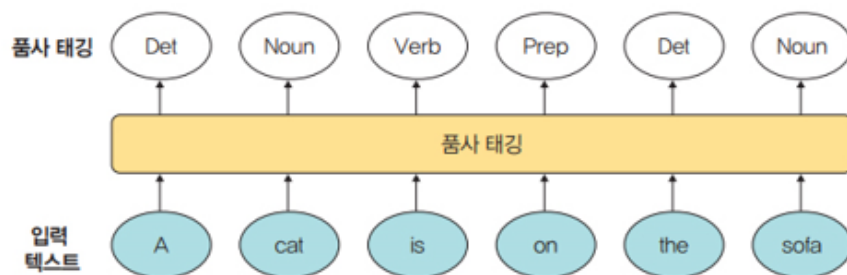 품사 태깅 Det Noun Verb Prep Det Noun
품사 태깅
입력
텍스트
A cat is on the sofa